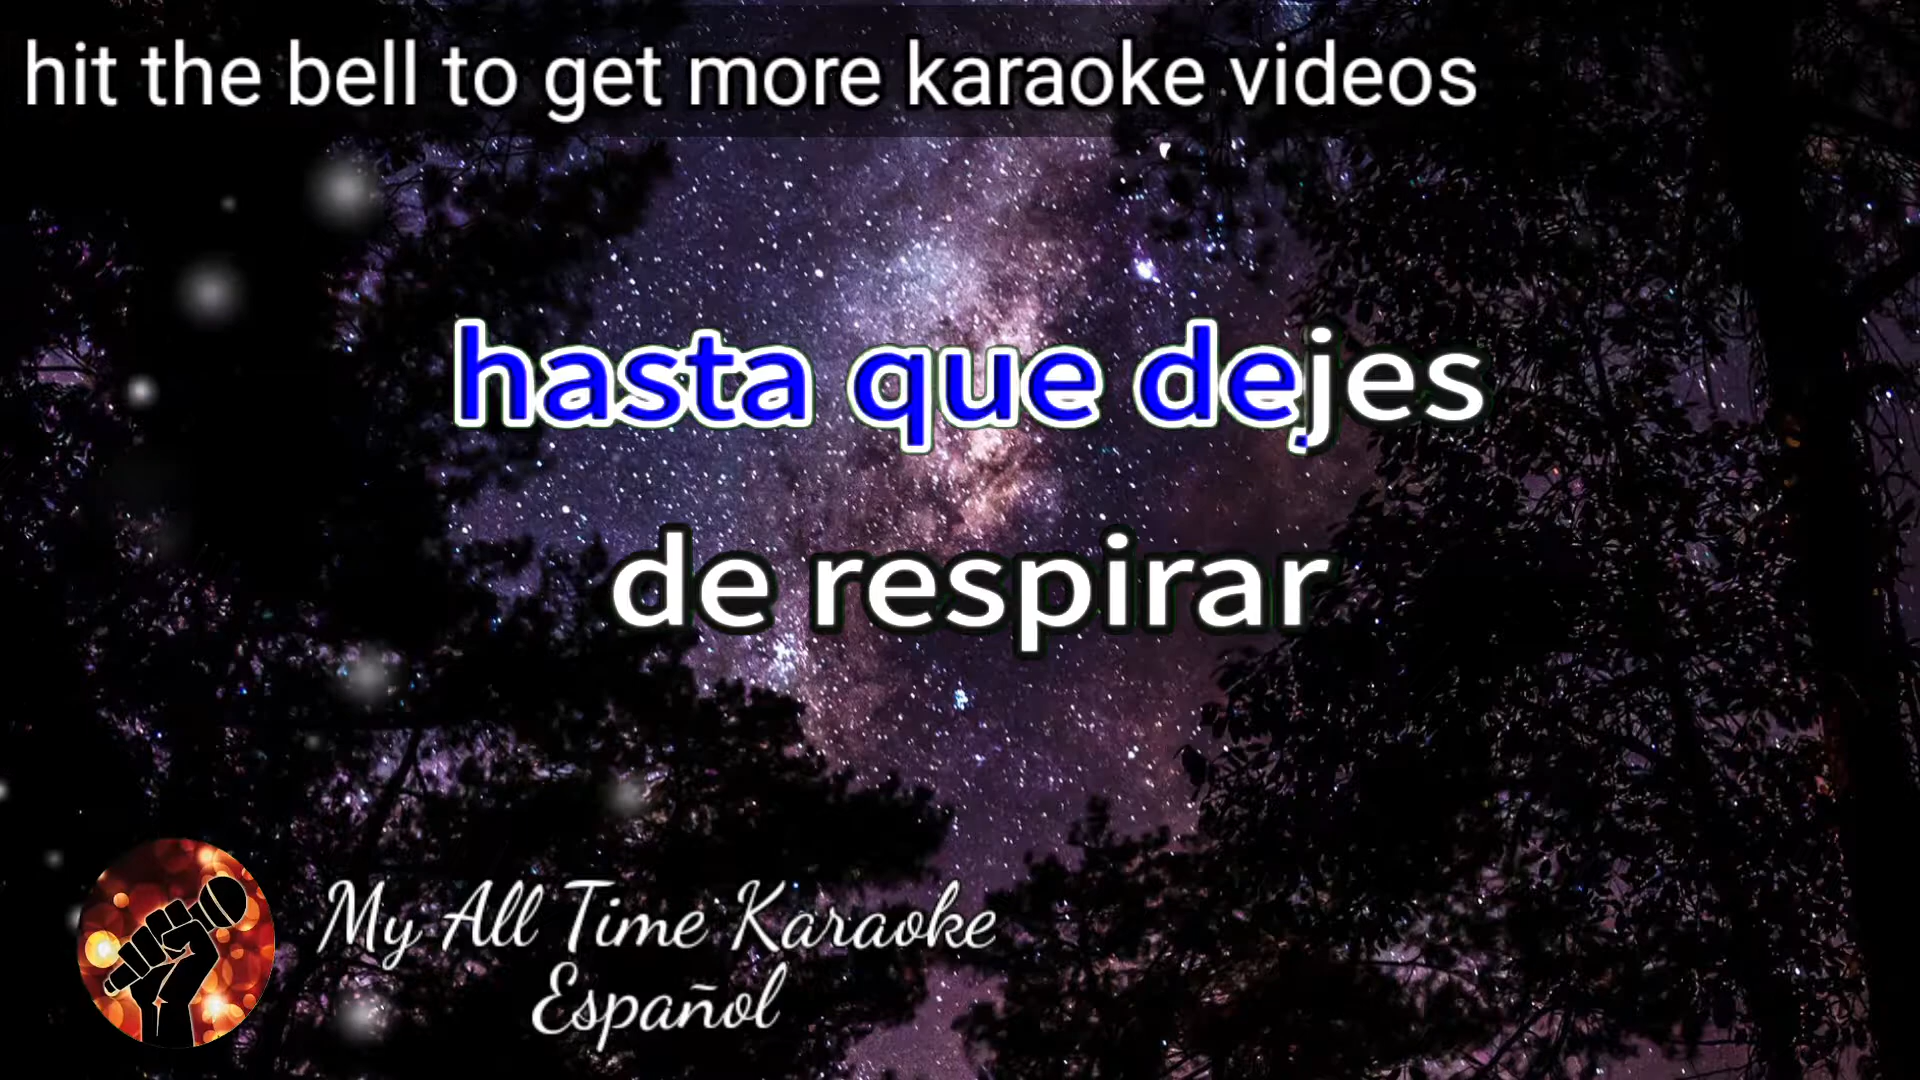 hit the bell to get more karaoke videos
hasta que dejes
de respirar
My All Time Karaoke
Español